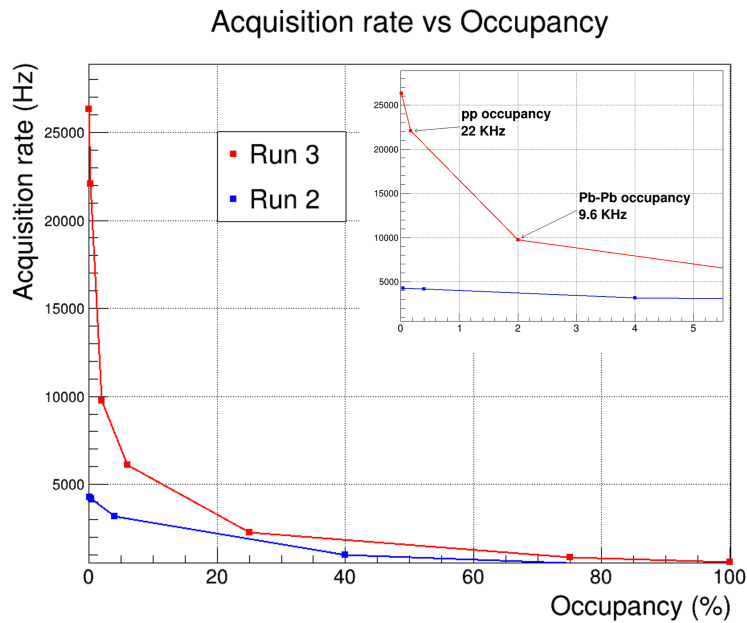 Acquisition rate vs Occupancy
Acquisition rate (Hz)
25000
20000
15000
10000
5000
0
20
40
60
80
100
Occupancy (%)
Run 3
Run 2
25000
20000
15000
10000
5000
0
1
2
3
4
5
pp occupancy
22 KHz
Pb-Pb occupancy
9.6 KHz